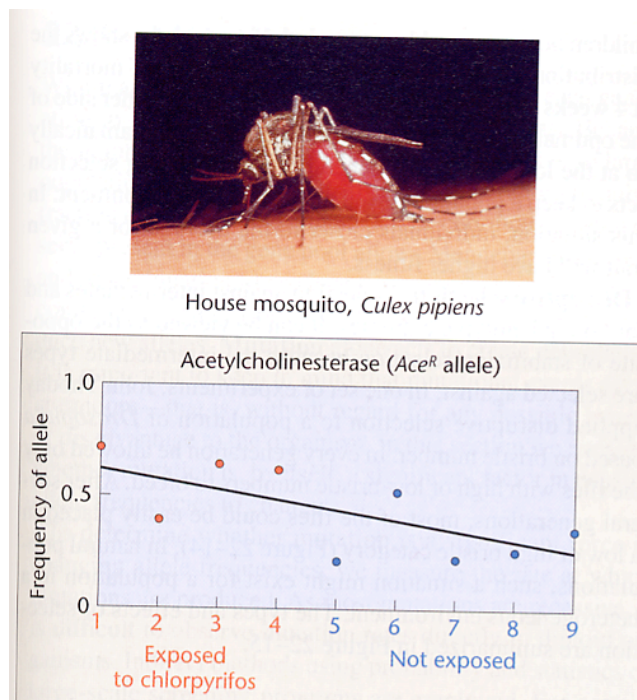 House mosquito, Culex pipiens
Acetylcholinesterase (Ace^R allele)
1.0
Frequency of allele
0.5
0
1 2 3 4 5 6 7 8 9
Exposed
to chlorpyrifos
Not exposed